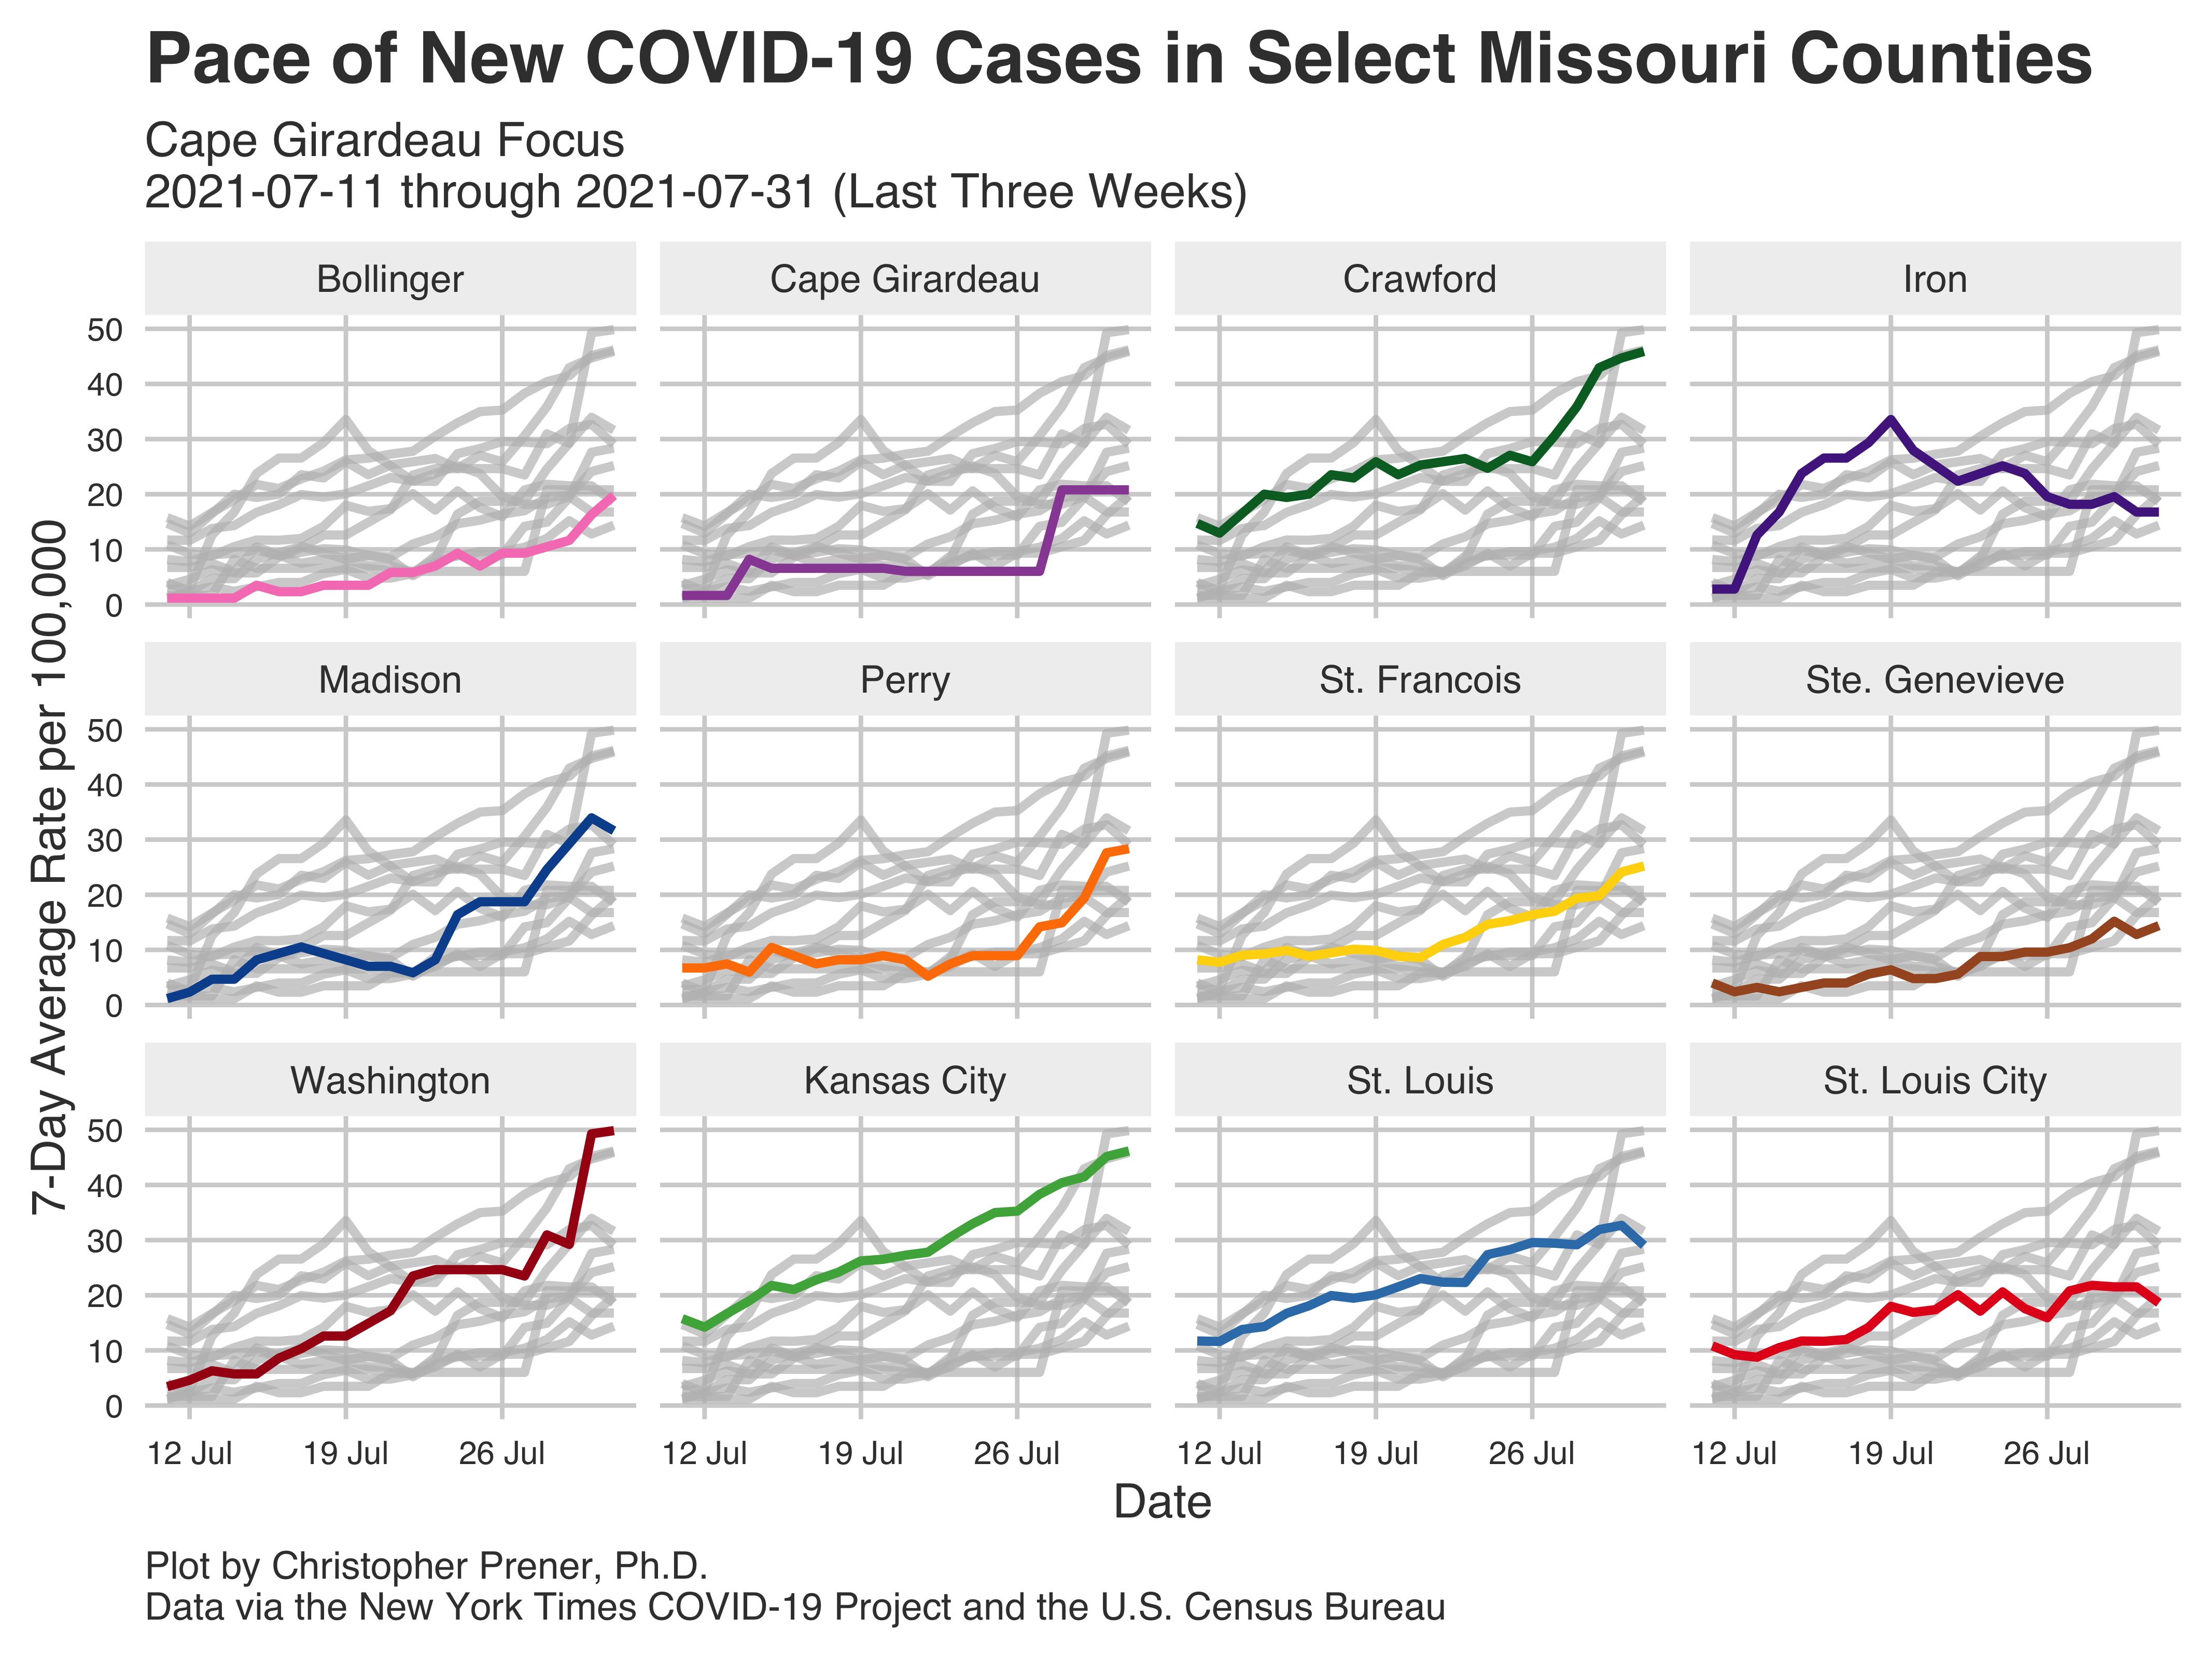 Pace of New COVID-19 Cases in Select Missouri Counties
Cape Girardeau Focus
2021-07-11 through 2021-07-31 (Last Three Weeks)
Bollinger
Cape Girardeau
Crawford
Iron
50
40
30
20
10
0
Madison
Perry
St. Francois
Ste. Genevieve
50
40
30
20
10
0
Washington
Kansas City
St. Louis
St. Louis City
50
40
30
20
10
0
7-Day Average Rate per 100,000
12 Jul 19 Jul 26 Jul
12 Jul 19 Jul 26 Jul
12 Jul 19 Jul 26 Jul
12 Jul 19 Jul 26 Jul
Date
Plot by Christopher Prener, Ph.D.
Data via the New York Times COVID-19 Project and the U.S. Census Bureau